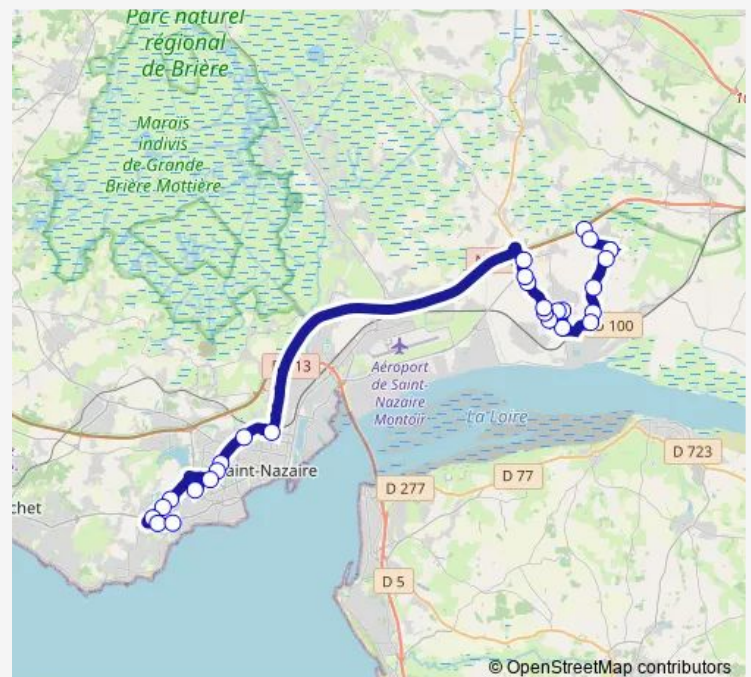 Parc naturel
régional
de Brière
Marais
indivis
de Grande
Brière Mottière
N
D 100
D 213
Aéroport
de Saint-
Nazaire
Montoir
La Loire
D 723
aint-Nazaire
D 277
D 77
chet
D 5
© OpenStreetMap contributors